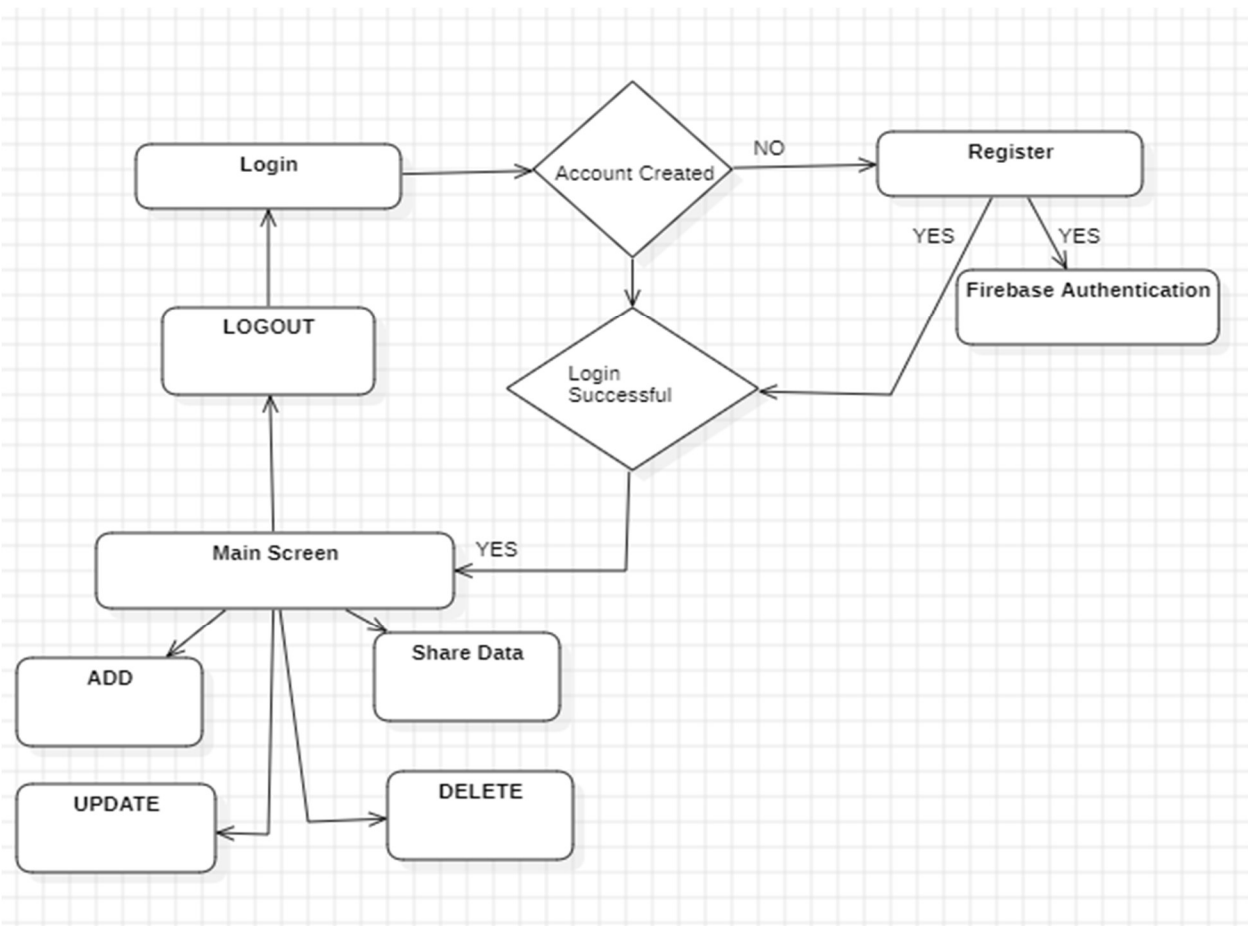 NO
Login
Account Created
Register
YES
YES
LOGOUT
Firebase Authentication
Login
Successful
Main Screen
YES
ADD
Share Data
UPDATE
DELETE